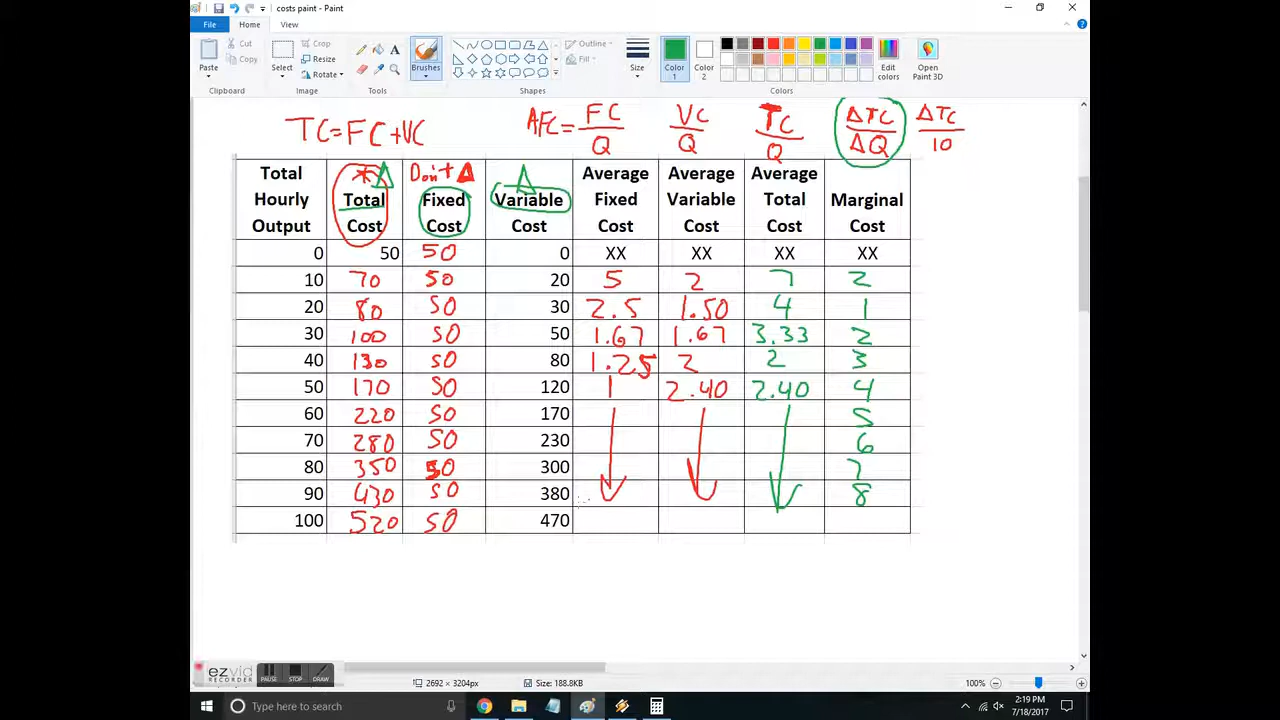 costs paint - Paint
File Home View
Paste Cut Copy Clipboard
Select Crop Resize Rotate Image
Tools
Brushes
Shapes Outline Fill
Size
Color 1 Color 2 Colors
Edit colors
Open Paint 3D
TC = FC + VC AFC = FC/Q VC/Q TC/Q ΔTC/ΔQ ΔTC/10
* Δ Don't Δ Δ
Total Hourly Output Total Cost Fixed Cost Variable Cost Average Fixed Cost Average Variable Cost Average Total Cost Marginal Cost
0 50 50 0 XX XX XX XX
10 70 50 20 5 2 7 2
20 80 50 30 2.5 1.50 4 1
30 100 50 50 1.67 1.67 3.33 2
40 130 50 80 1.25 2 2 3
50 170 50 120 1 2.40 2.40 4
60 220 50 170 5
70 280 50 230 6
80 350 50 300 7
90 430 50 380 8
100 520 50 470
ezvid
RECORDER
PAUSE STOP DRAW
2692 × 3204px Size: 188.8KB 100%
Type here to search
2:19 PM
7/18/2017